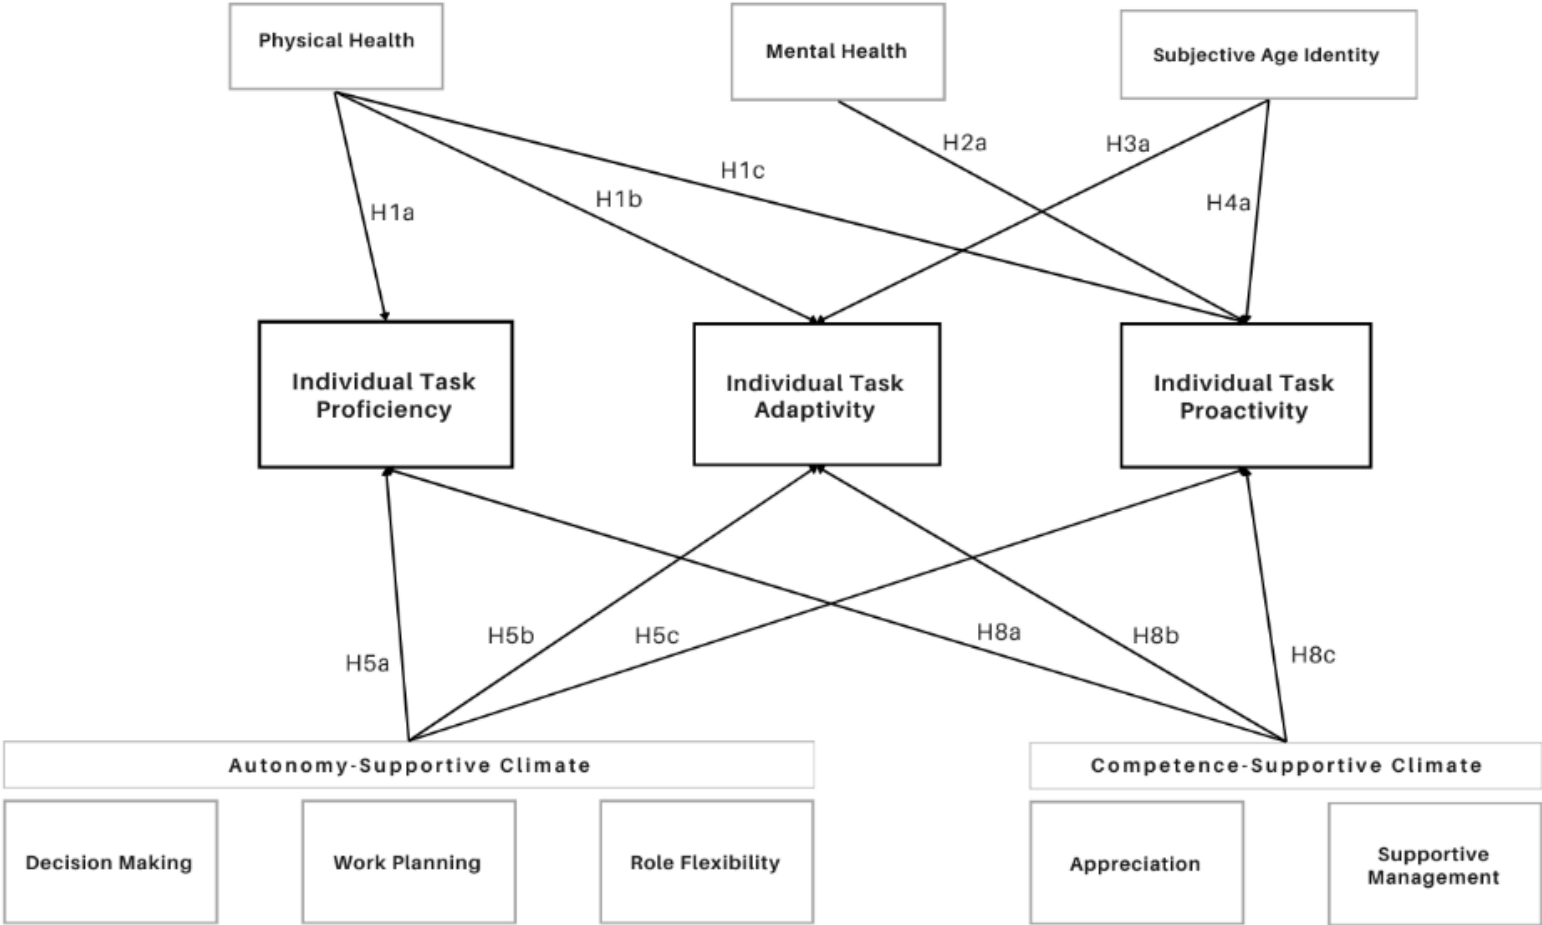 Physical Health
Mental Health
Subjective Age Identity
H2a
H3a
H1c
H1b
H4a
H1a
Individual Task
Proficiency
Individual Task
Adaptivity
Individual Task
Proactivity
H5b
H5c
H8a
H8b
H5a
H8c
Autonomy-Supportive Climate
Competence-Supportive Climate
Decision Making
Work Planning
Role Flexibility
Appreciation
Supportive
Management